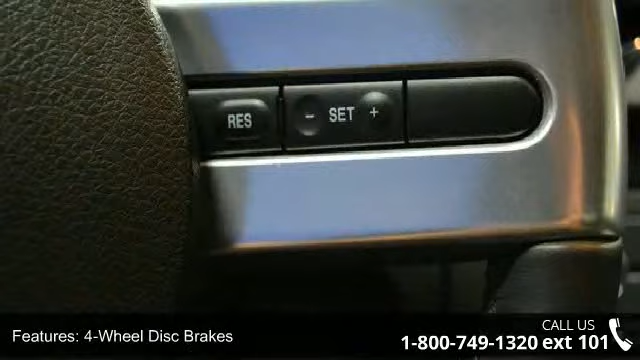 RES - SET +
Features: 4-Wheel Disc Brakes
CALL US
1-800-749-1320 ext 101